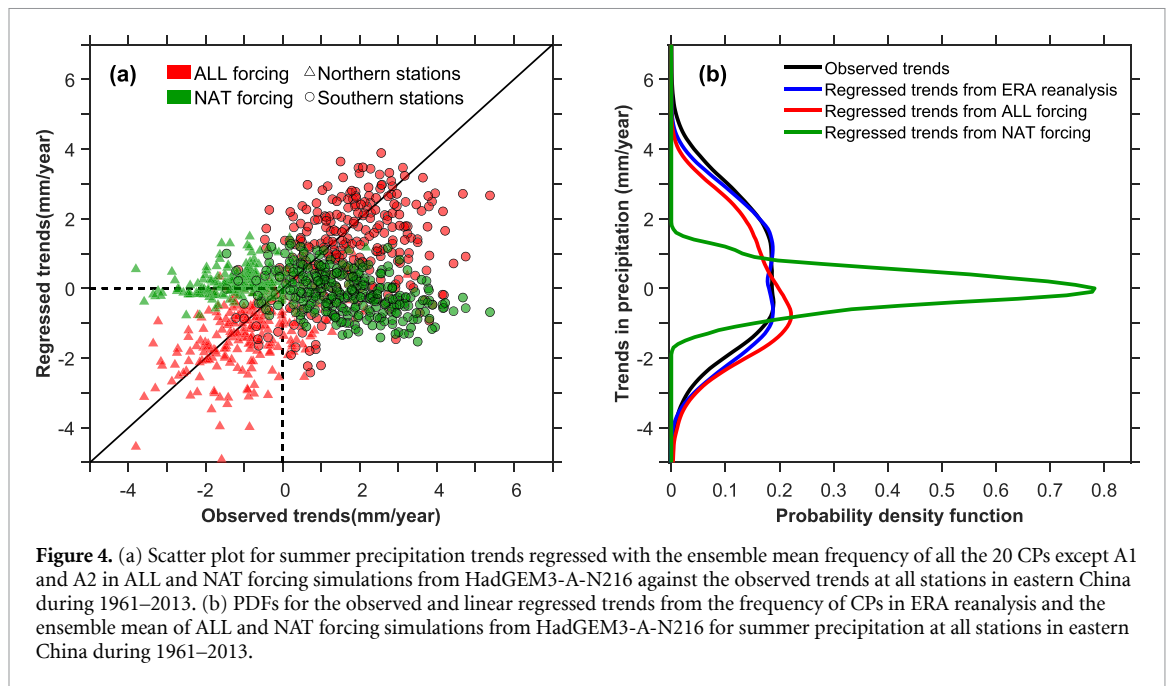 (a)
ALL forcing
Northern stations
NAT forcing
Southern stations
6
4
2
0
-2
-4
Regressed trends(mm/year)
-4
-2
0
2
4
6
Observed trends(mm/year)
(b)
Observed trends
Regressed trends from ERA reanalysis
Regressed trends from ALL forcing
Regressed trends from NAT forcing
6
4
2
0
-2
-4
Trends in precipitation (mm/year)
0
0.1
0.2
0.3
0.4
0.5
0.6
0.7
0.8
Probability density function
Figure 4. (a) Scatter plot for summer precipitation trends regressed with the ensemble mean frequency of all the 20 CPs except A1
and A2 in ALL and NAT forcing simulations from HadGEM3-A-N216 against the observed trends at all stations in eastern China
during 1961–2013. (b) PDFs for the observed and linear regressed trends from the frequency of CPs in ERA reanalysis and the
ensemble mean of ALL and NAT forcing simulations from HadGEM3-A-N216 for summer precipitation at all stations in eastern
China during 1961–2013.